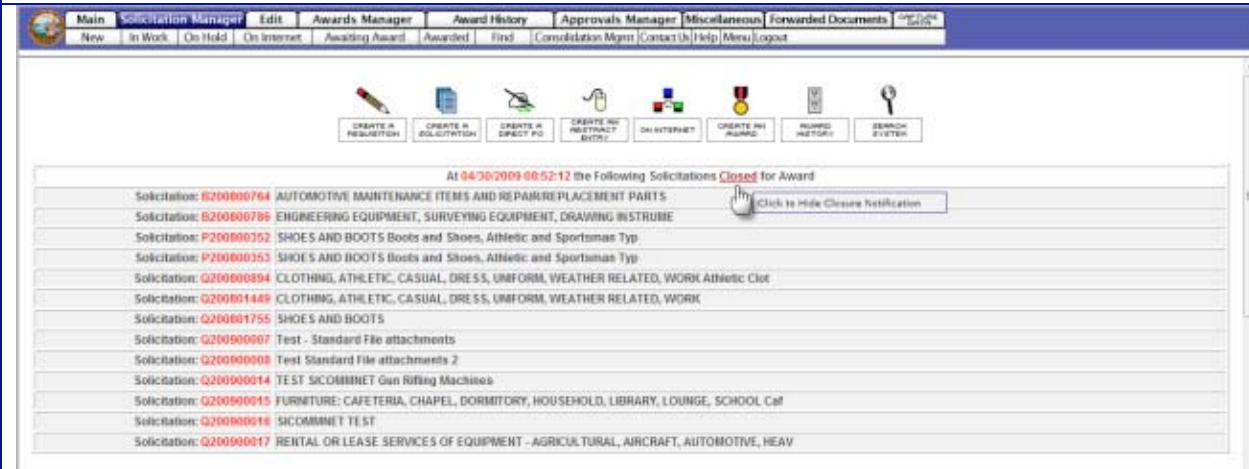 Main Solicitation Manager Edit Awards Manager Award History Approvals Manager Miscellaneous Forwarded Documents CAPTURE DATA
New In Work On Hold On Internet Awaiting Award Awarded Find Consolidation Mgmt Contact Us Help Menu Logout
CREATE A REQUISITION CREATE A SOLICITATION CREATE A DIRECT PO CREATE AN ABSTRACT ENTRY ON INTERNET CREATE AN AWARD AWARD HISTORY SEARCH SYSTEM
At 04/30/2009 08:52:12 the Following Solicitations Closed for Award
Click to Hide Closure Notification
Solicitation: B200800764 AUTOMOTIVE MAINTENANCE ITEMS AND REPAIR/REPLACEMENT PARTS
Solicitation: B200800786 ENGINEERING EQUIPMENT, SURVEYING EQUIPMENT, DRAWING INSTRUME
Solicitation: P200800352 SHOES AND BOOTS Boots and Shoes, Athletic and Sportsman Typ
Solicitation: P200800353 SHOES AND BOOTS Boots and Shoes, Athletic and Sportsman Typ
Solicitation: Q200800894 CLOTHING, ATHLETIC, CASUAL, DRESS, UNIFORM, WEATHER RELATED, WORK Athletic Clot
Solicitation: Q200801449 CLOTHING, ATHLETIC, CASUAL, DRESS, UNIFORM, WEATHER RELATED, WORK
Solicitation: Q200801755 SHOES AND BOOTS
Solicitation: Q200900007 Test - Standard File attachments
Solicitation: Q200900008 Test Standard File attachments 2
Solicitation: Q200900014 TEST SICOMMNET Gun Rifling Machines
Solicitation: Q200900015 FURNITURE: CAFETERIA, CHAPEL, DORMITORY, HOUSEHOLD, LIBRARY, LOUNGE, SCHOOL Caf
Solicitation: Q200900016 SICOMMNET TEST
Solicitation: Q200900017 RENTAL OR LEASE SERVICES OF EQUIPMENT - AGRICULTURAL, AIRCRAFT, AUTOMOTIVE, HEAV